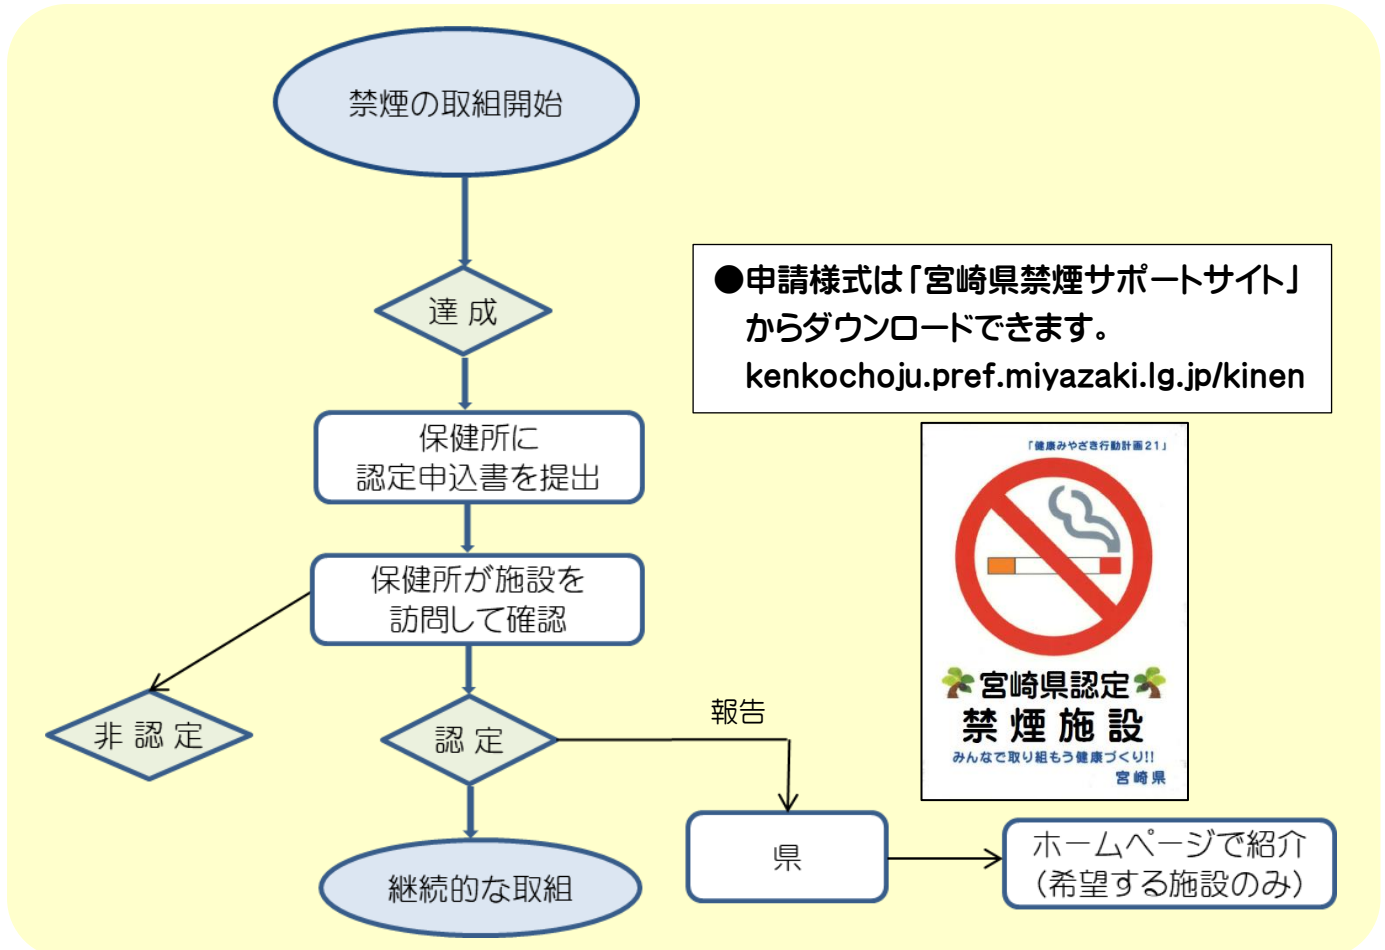 禁煙の取組開始
達成
保健所に
認定申込書を提出
保健所が施設を
訪問して確認
非認定
認定
報告
継続的な取組
県
ホームページで紹介
(希望する施設のみ)
●申請様式は「宮崎県禁煙サポートサイト」
からダウンロードできます。
kenkochoju.pref.miyazaki.lg.jp/kinen
「健康みやざき行動計画21」
宮崎県認定
禁煙施設
みんなで取り組もう健康づくり!!
宮崎県